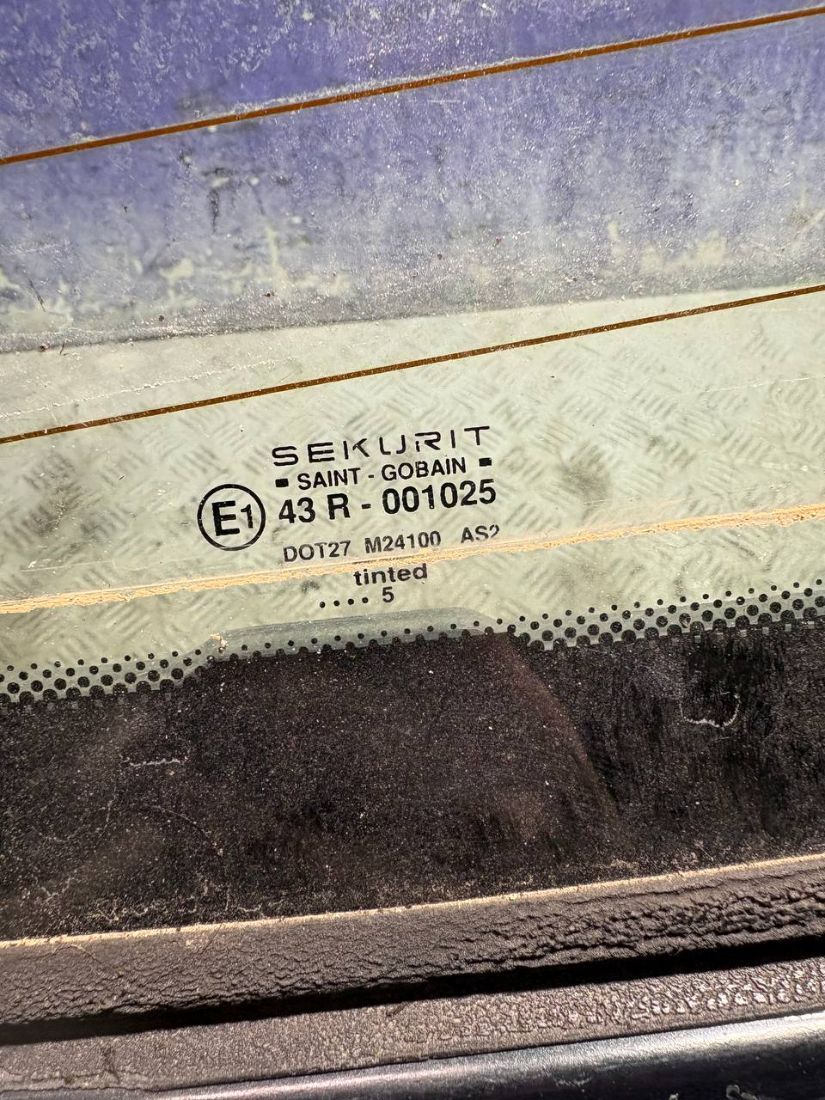 SEKURIT
▪ SAINT - GOBAIN ▪
E1 43 R - 001025
DOT27 M24100 AS2
tinted
.... 5